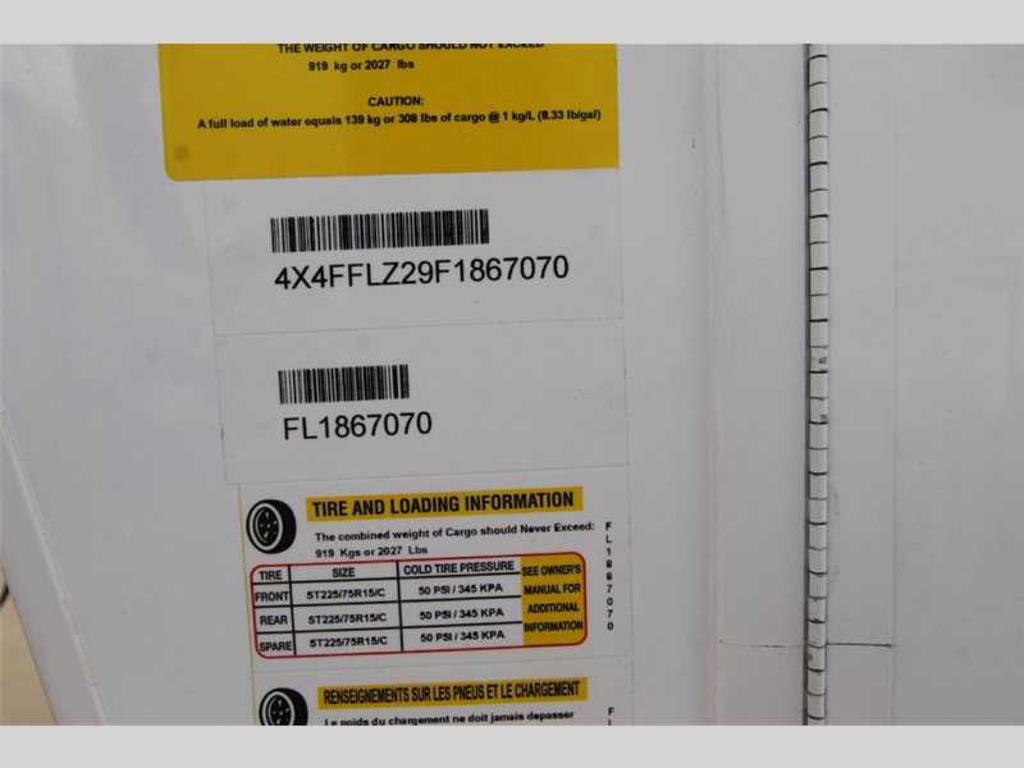 THE WEIGHT OF CARGO SHOULD NOT EXCEED
919 kg or 2027 lbs
CAUTION:
A full load of water equals 139 kg or 308 lbs of cargo @ 1 kg/L (8.33 lb/gal)
4X4FFLZ29F1867070
FL1867070
TIRE AND LOADING INFORMATION
The combined weight of Cargo should Never Exceed:
919 Kgs or 2027 Lbs
TIRE SIZE COLD TIRE PRESSURE SEE OWNER'S MANUAL FOR ADDITIONAL INFORMATION
FRONT ST225/75R15/C 50 PSI / 345 KPA
REAR ST225/75R15/C 50 PSI / 345 KPA
SPARE ST225/75R15/C 50 PSI / 345 KPA
FL1867070
RENSEIGNEMENTS SUR LES PNEUS ET LE CHARGEMENT
Le poids du chargement ne doit jamais depasser
F